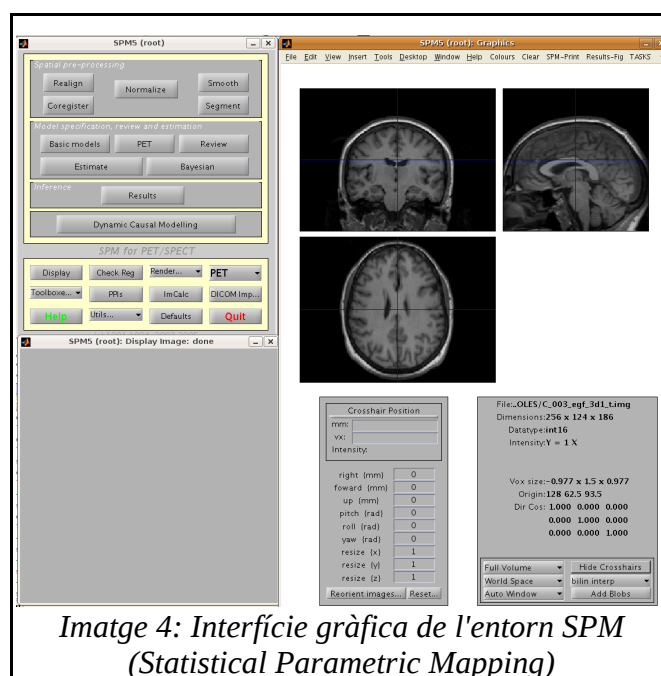 SPM5 (root)
Spatial pre-processing
Realign
Normalize
Smooth
Coregister
Segment
Model specification, review and estimation
Basic models
PET
Review
Estimate
Bayesian
Inference
Results
Dynamic Causal Modelling
SPM for PET/SPECT
Display
Check Reg
Render...
PET
Toolboxe...
PPIs
ImCalc
DICOM Imp...
Help
Utils...
Defaults
Quit
SPM5 (root): Display Image: done
SPM5 (root): Graphics
File Edit View Insert Tools Desktop Window Help Colours Clear SPM-Print Results-Fig TASKS
Crosshair Position
mm:
vx:
Intensity:
right (mm) 0
foward (mm) 0
up (mm) 0
pitch (rad) 0
roll (rad) 0
yaw (rad) 0
resize (x) 1
resize (y) 1
resize (z) 1
Reorient images... Reset...
File:..OLES/C_003_egf_3d1_t.img
Dimensions:256 x 124 x 186
Datatype:int16
Intensity:Y = 1 X
Vox size:-0.977 x 1.5 x 0.977
Origin:128 62.5 93.5
Dir Cos: 1.000 0.000 0.000
0.000 1.000 0.000
0.000 0.000 1.000
Full Volume Hide Crosshairs
World Space bilin interp
Auto Window Add Blobs
Imatge 4: Interfície gràfica de l'entorn SPM
(Statistical Parametric Mapping)